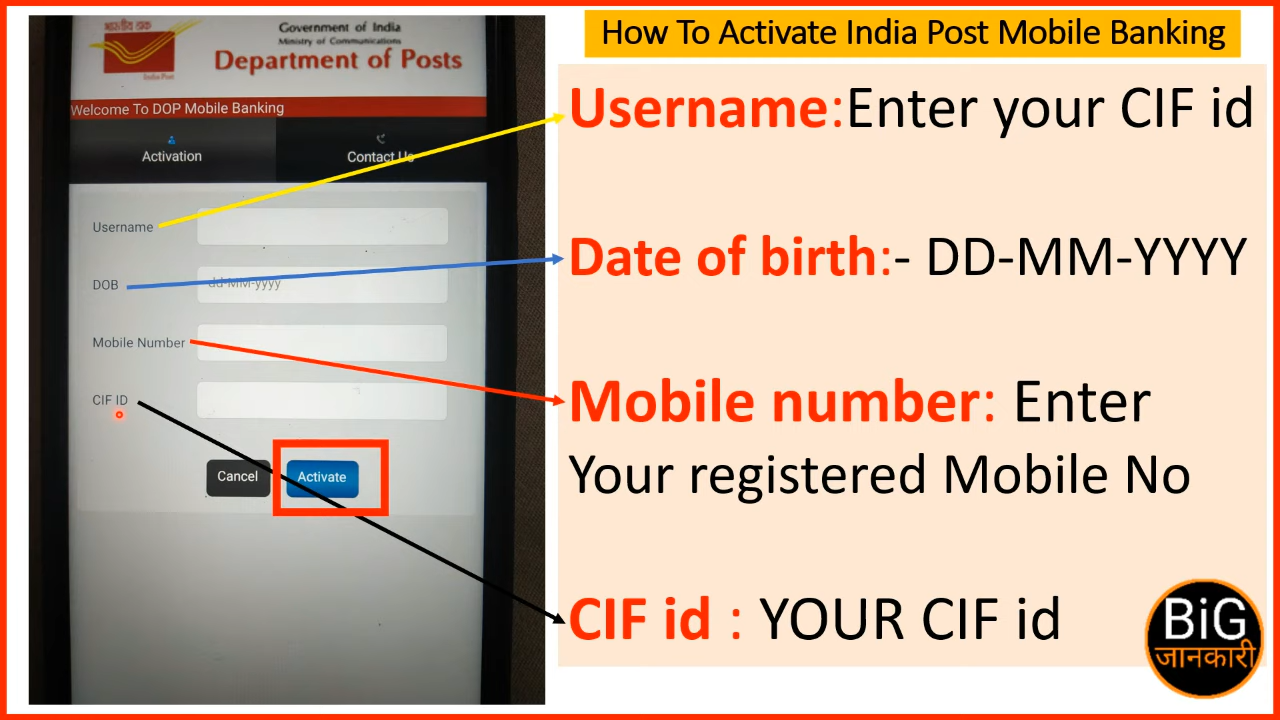 How To Activate India Post Mobile Banking
भारतीय डाक
India Post
Government of India
Ministry of Communications
Department of Posts
Welcome To DOP Mobile Banking
Activation
Contact Us
Username
DOB
dd-MM-yyyy
Mobile Number
CIF ID
Cancel
Activate
Username:Enter your CIF id
Date of birth:- DD-MM-YYYY
Mobile number: Enter
Your registered Mobile No
CIF id : YOUR CIF id
BiG
जानकारी